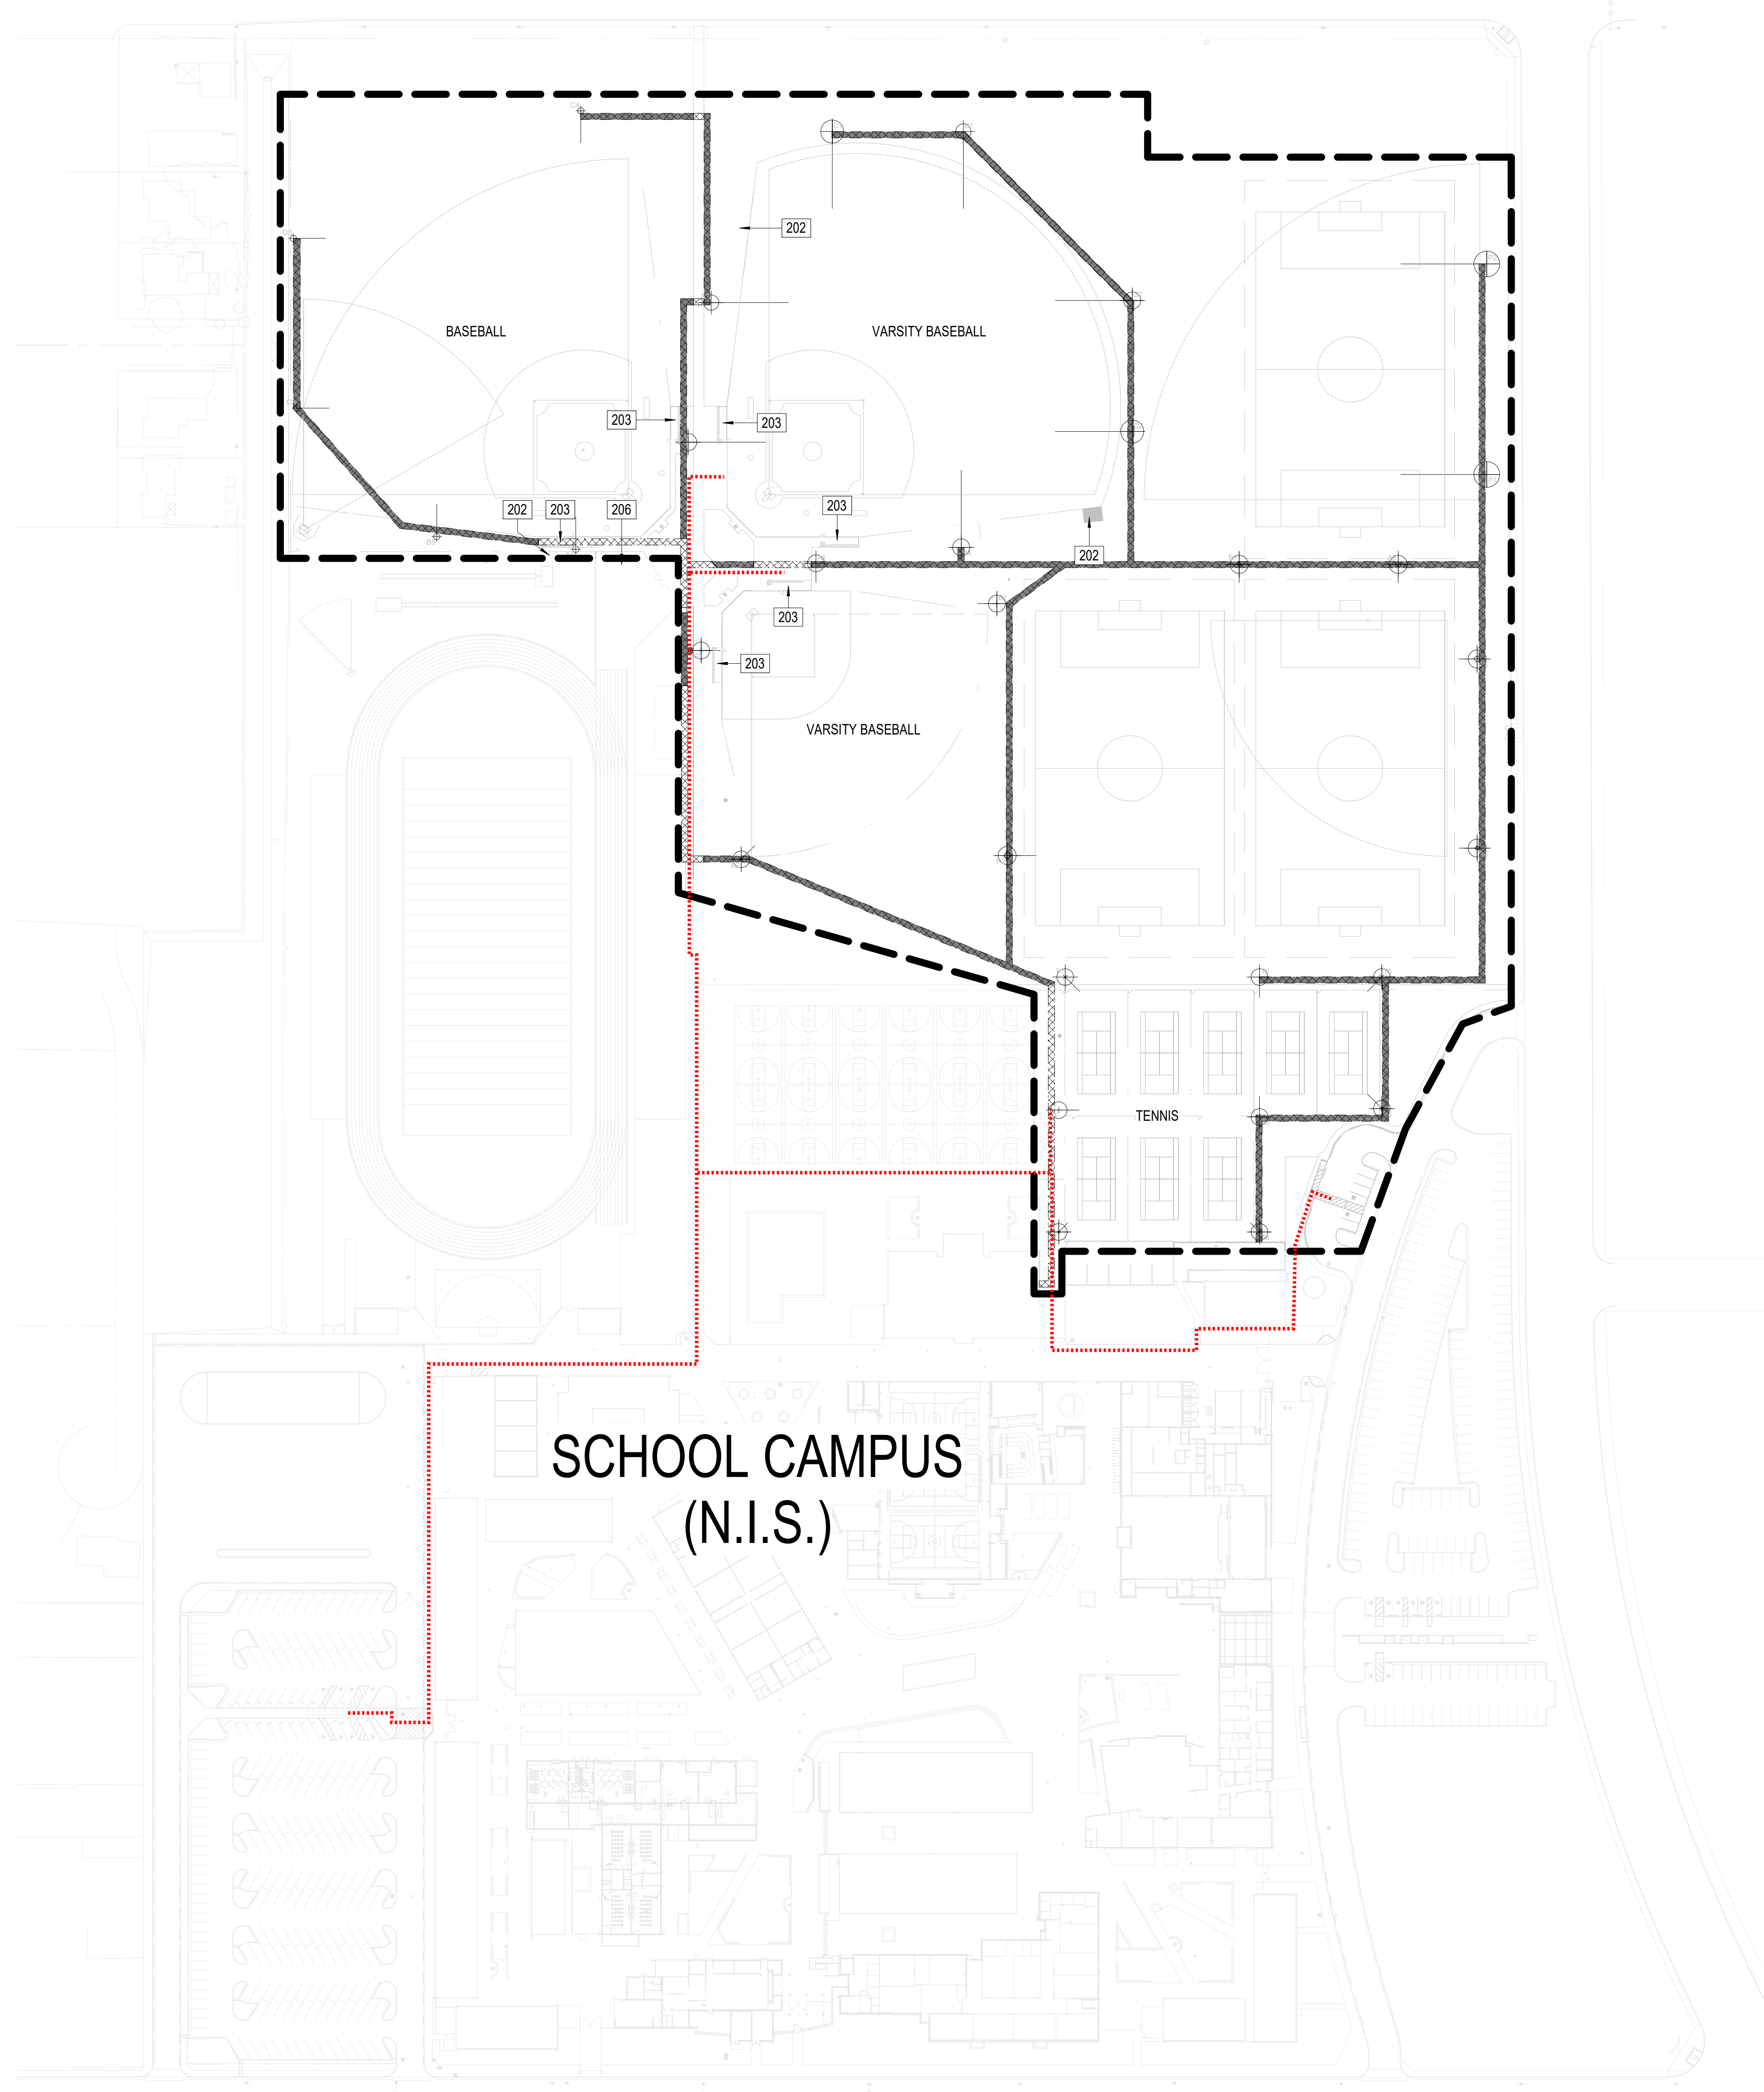 202
BASEBALL
VARSITY BASEBALL
203
203
202
203
206
203
202
203
203
VARSITY BASEBALL
TENNIS
SCHOOL CAMPUS
(N.I.S.)